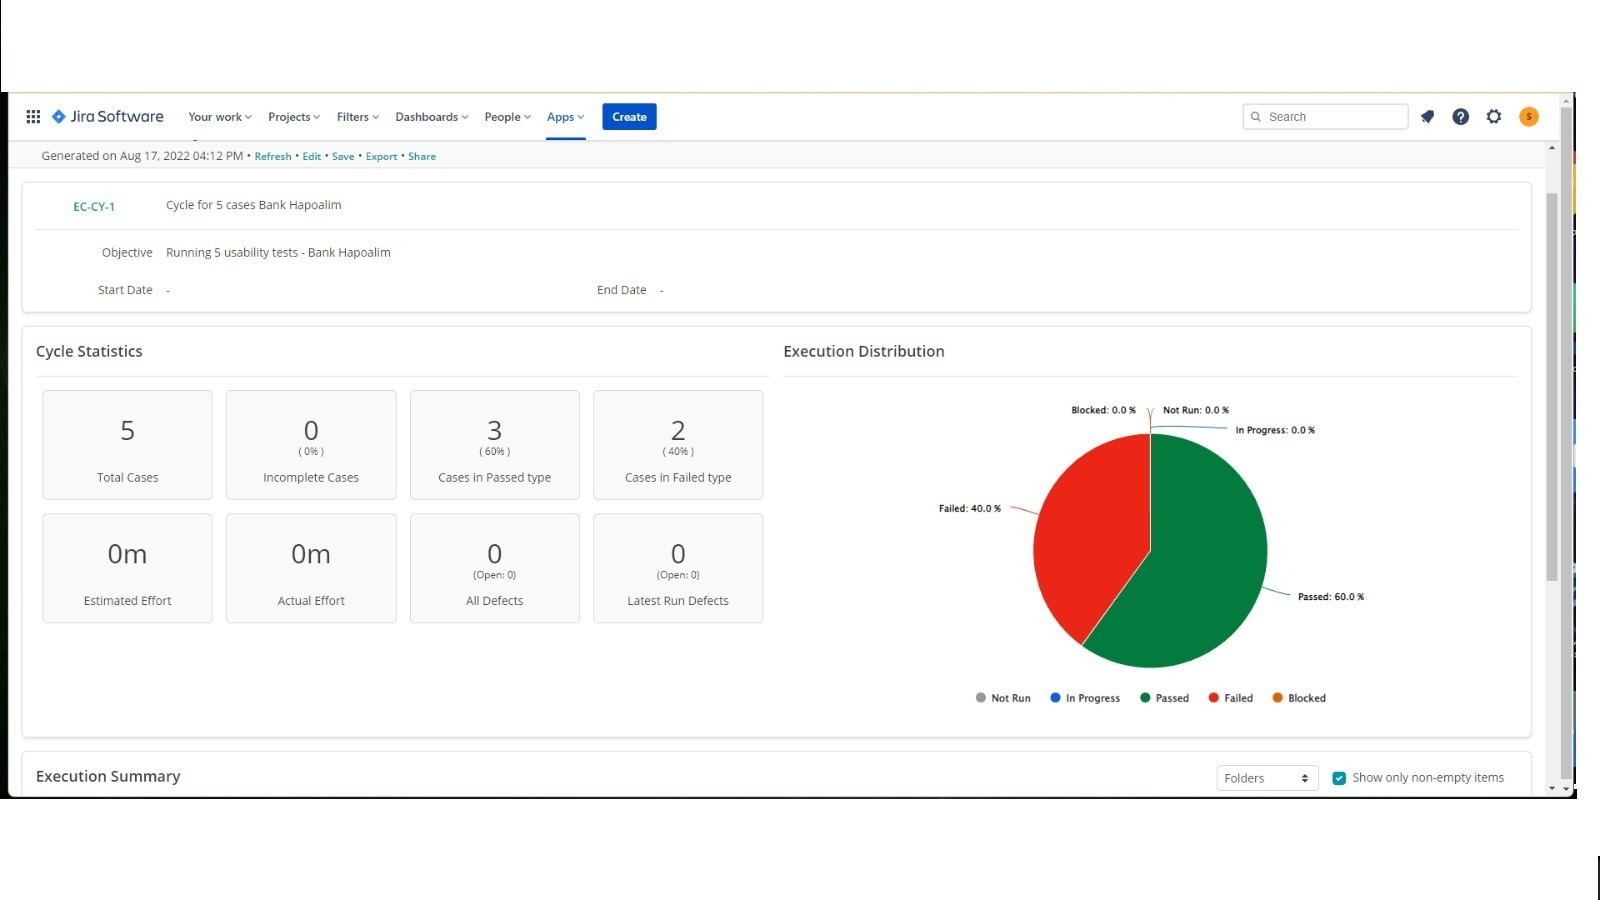 Jira Software Your work Projects Filters Dashboards People Apps Create Search S
Generated on Aug 17, 2022 04:12 PM • Refresh • Edit • Save • Export • Share
EC-CY-1 Cycle for 5 cases Bank Hapoalim
Objective Running 5 usability tests - Bank Hapoalim
Start Date - End Date -
Cycle Statistics
5
Total Cases
0
( 0% )
Incomplete Cases
3
( 60% )
Cases in Passed type
2
( 40% )
Cases in Failed type
0m
Estimated Effort
0m
Actual Effort
0
(Open: 0)
All Defects
0
(Open: 0)
Latest Run Defects
Execution Distribution
Blocked: 0.0 % Not Run: 0.0 %
In Progress: 0.0 %
Failed: 40.0 %
Passed: 60.0 %
Not Run In Progress Passed Failed Blocked
Execution Summary Folders Show only non-empty items